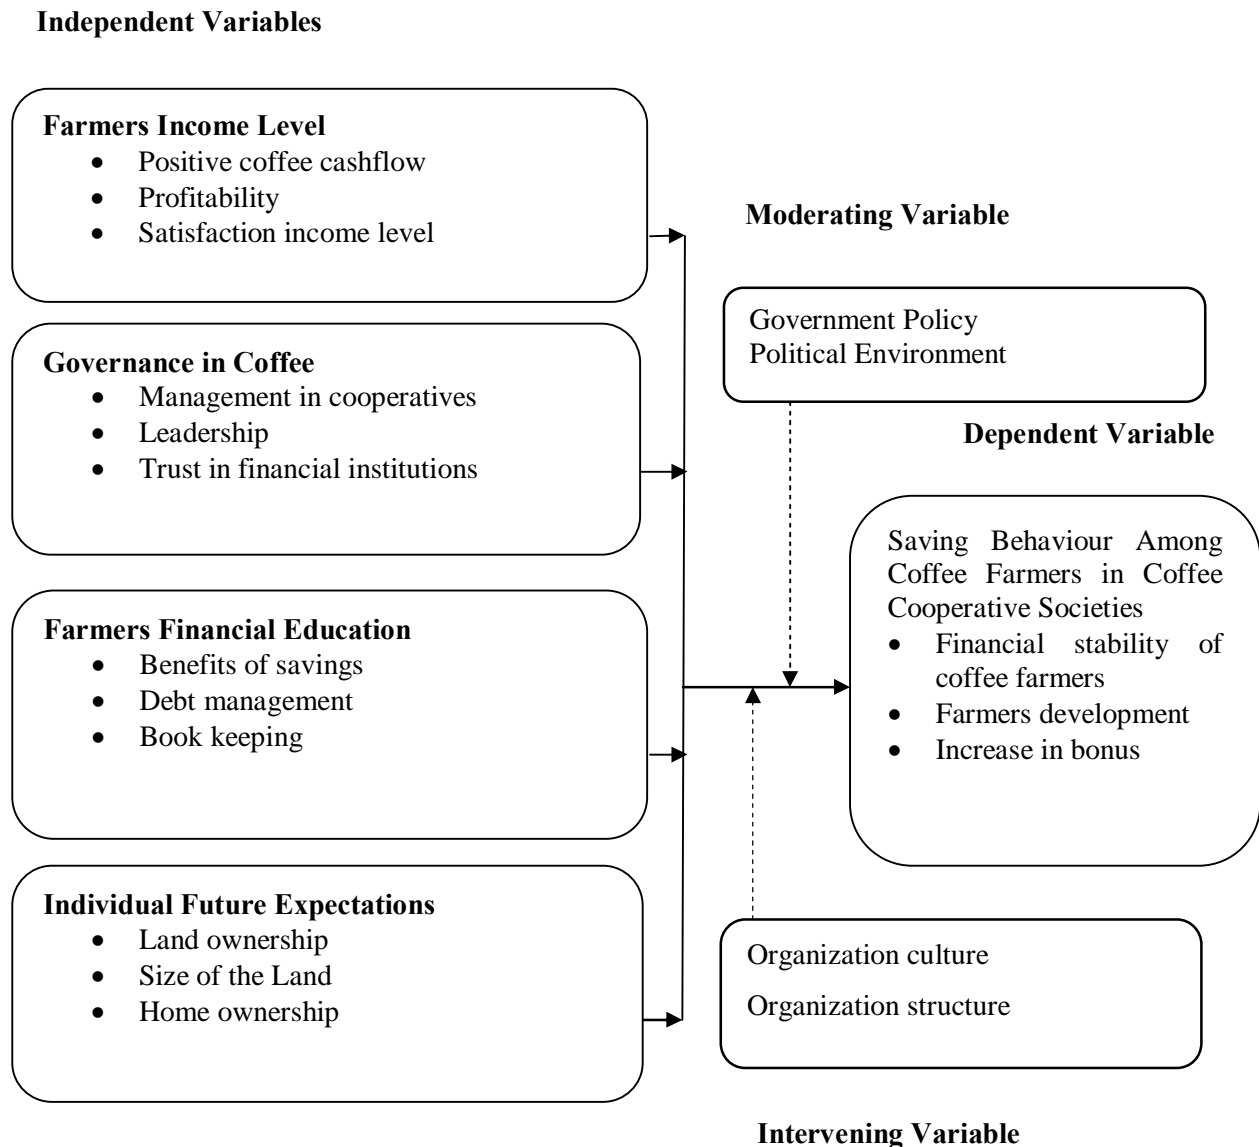 Independent Variables
Farmers Income Level
• Positive coffee cashflow
• Profitability
• Satisfaction income level
Governance in Coffee
• Management in cooperatives
• Leadership
• Trust in financial institutions
Farmers Financial Education
• Benefits of savings
• Debt management
• Book keeping
Individual Future Expectations
• Land ownership
• Size of the Land
• Home ownership
Moderating Variable
Government Policy
Political Environment
Dependent Variable
Saving Behaviour Among
Coffee Farmers in Coffee
Cooperative Societies
• Financial stability of
coffee farmers
• Farmers development
• Increase in bonus
Organization culture
Organization structure
Intervening Variable